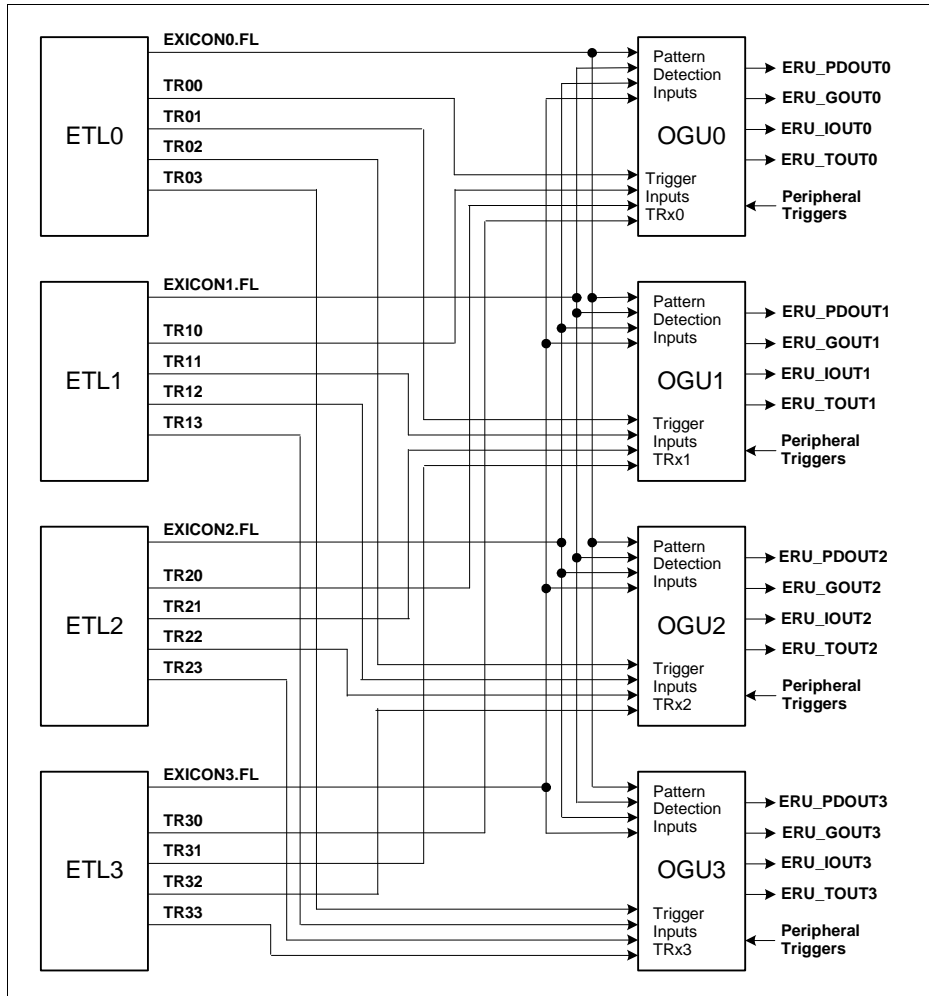 EXICON0.FL
TR00
TR01
TR02
TR03
ETL0
Pattern
Detection
Inputs
OGU0
Trigger
Inputs
TRx0
ERU_PDOUT0
ERU_GOUT0
ERU_IOUT0
ERU_TOUT0
Peripheral
Triggers
EXICON1.FL
TR10
TR11
TR12
TR13
ETL1
Pattern
Detection
Inputs
OGU1
Trigger
Inputs
TRx1
ERU_PDOUT1
ERU_GOUT1
ERU_IOUT1
ERU_TOUT1
Peripheral
Triggers
EXICON2.FL
TR20
TR21
TR22
TR23
ETL2
Pattern
Detection
Inputs
OGU2
Trigger
Inputs
TRx2
ERU_PDOUT2
ERU_GOUT2
ERU_IOUT2
ERU_TOUT2
Peripheral
Triggers
EXICON3.FL
TR30
TR31
TR32
TR33
ETL3
Pattern
Detection
Inputs
OGU3
Trigger
Inputs
TRx3
ERU_PDOUT3
ERU_GOUT3
ERU_IOUT3
ERU_TOUT3
Peripheral
Triggers